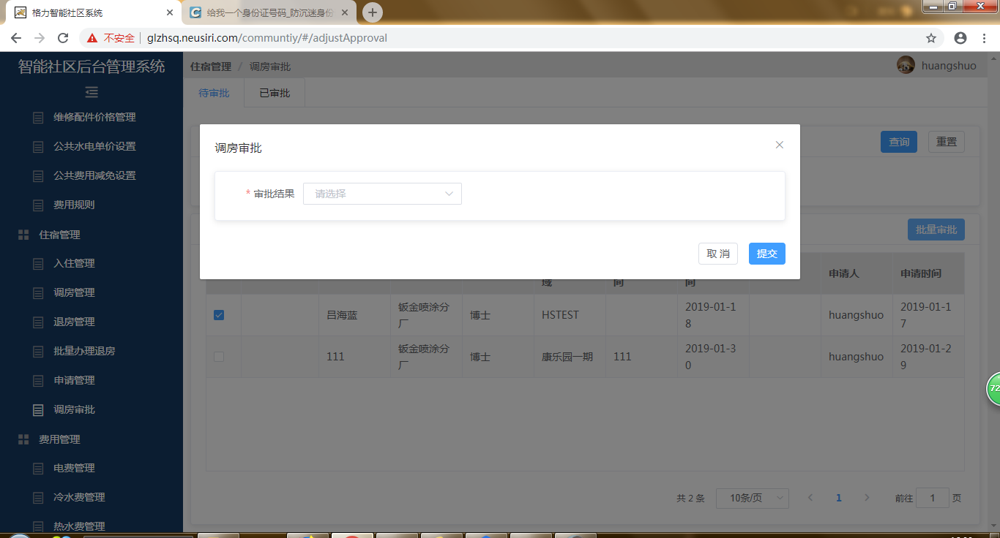 格力智能社区系统
给我一个身份证号码_防沉迷身份
不安全 glzhsq.neusiri.com/communtiy/#/adjustApproval
智能社区后台管理系统
住宿管理 / 调房审批
huangshuo
待审批 已审批
维修配件价格管理
公共水电单价设置
公共费用减免设置
费用规则
住宿管理
入住管理
调房管理
退房管理
批量办理退房
申请管理
调房审批
费用管理
电费管理
冷水费管理
热水费管理
查询 重置
调房审批
* 审批结果 请选择
取 消 提交
批量审批
域 间 间 申请人 申请时间
吕海蓝 钣金喷涂分厂 博士 HSTEST 2019-01-18 huangshuo 2019-01-17
111 钣金喷涂分厂 博士 康乐园一期 111 2019-01-30 huangshuo 2019-01-29
共 2 条 10条/页 1 前往 1 页
72